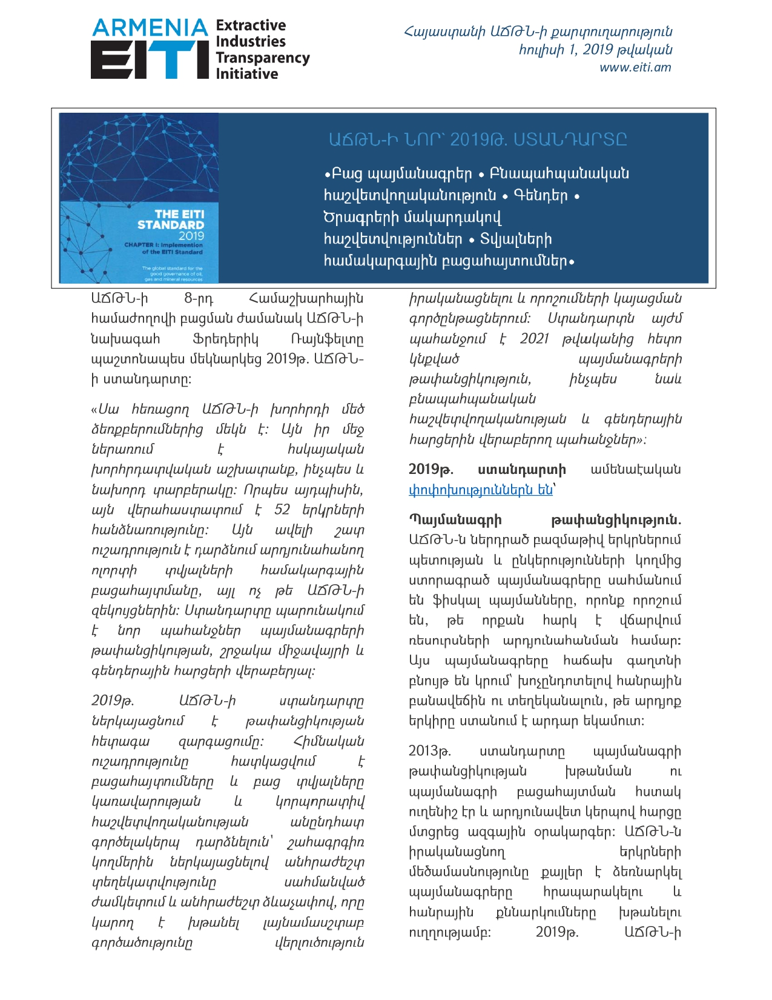 ARMENIA
EITI
Extractive
Industries
Transparency
Initiative
Հայաստանի ԱՃԹՆ-ի քարտուղարություն
հուլիսի 1, 2019 թվական
www.eiti.am
THE EITI
STANDARD
2019
CHAPTER I: Implemention
of the EITI Standard
The global standard for the
good governance of oil,
gas and mineral resources
ԱՃԹՆ-Ի ՆՈՐ՝ 2019Թ. ՍՏԱՆԴԱՐՏԸ
•Բաց պայմանագրեր • Բնապահպանական
հաշվետվողականություն • Գենդեր •
Ծրագրերի մակարդակով
հաշվետվություններ • Տվյալների
համակարգային բացահայտումներ•
ԱՃԹՆ-ի 8-րդ Համաշխարհային
համաժողովի բացման ժամանակ ԱՃԹՆ-ի
նախագահ Ֆրեդերիկ Ռայնֆելտը
պաշտոնապես մեկնարկեց 2019թ. ԱՃԹՆ-
ի ստանդարտը:
«Սա հեռացող ԱՃԹՆ-ի խորհրդի մեծ
ձեռքբերումներից մեկն է: Այն իր մեջ
ներառում է հսկայական
խորհրդատվական աշխատանք, ինչպես և
նախորդ տարբերակը: Որպես այդպիսին,
այն վերահաստատում է 52 երկրների
հանձնառությունը: Այն ավելի շատ
ուշադրություն է դարձնում արդյունահանող
ոլորտի տվյալների համակարգային
բացահայտմանը, այլ ոչ թե ԱՃԹՆ-ի
զեկույցներին: Ստանդարտը պարունակում
է նոր պահանջներ պայմանագրերի
թափանցիկության, շրջակա միջավայրի և
գենդերային հարցերի վերաբերյալ:
2019թ. ԱՃԹՆ-ի ստանդարտը
ներկայացնում է թափանցիկության
հետագա զարգացումը: Հիմնական
ուշադրությունը հատկացվում է
բացահայտումները և բաց տվյալները
կառավարության և կորպորատիվ
հաշվետվողականության անընդհատ
գործելակերպ դարձնելուն՝ շահագրգիռ
կողմերին ներկայացնելով անհրաժեշտ
տեղեկատվությունը սահմանված
ժամկետում և անհրաժեշտ ձևաչափով, որը
կարող է խթանել լայնամասշտաբ
գործածությունը վերլուծություն
իրականացնելու և որոշումների կայացման
գործընթացներում: Ստանդարտն այժմ
պահանջում է 2021 թվականից հետո
կնքված պայմանագրերի
թափանցիկություն, ինչպես նաև
բնապահպանական
հաշվետվողականության և գենդերային
հարցերին վերաբերող պահանջներ»:
2019թ. ստանդարտի ամենաէական
փոփոխություններն են՝
Պայմանագրի թափանցիկություն.
ԱՃԹՆ-ն ներդրած բազմաթիվ երկրներում
պետության և ընկերությունների կողմից
ստորագրած պայմանագրերը սահմանում
են ֆիսկալ պայմանները, որոնք որոշում
են, թե որքան հարկ է վճարվում
ռեսուրսների արդյունահանման համար:
Այս պայմանագրերը հաճախ գաղտնի
բնույթ են կրում՝ խոչընդոտելով հանրային
բանավեճին ու տեղեկանալուն, թե արդյոք
երկիրը ստանում է արդար եկամուտ:
2013թ. ստանդարտը պայմանագրի
թափանցիկության խթանման ու
պայմանագրի բացահայտման հստակ
ուղենիշ էր և արդյունավետ կերպով հարցը
մտցրեց ազգային օրակարգեր: ԱՃԹՆ-ն
իրականացնող երկրների
մեծամասնությունը քայլեր է ձեռնարկել
պայմանագրերը հրապարակելու և
հանրային քննարկումները խթանելու
ուղղությամբ: 2019թ. ԱՃԹՆ-ի